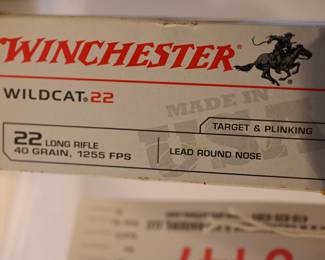 WINCHESTER
WILDCAT.22
MADE IN
USA
TARGET & PLINKING
22 LONG RIFLE
40 GRAIN, 1255 FPS
LEAD ROUND NOSE